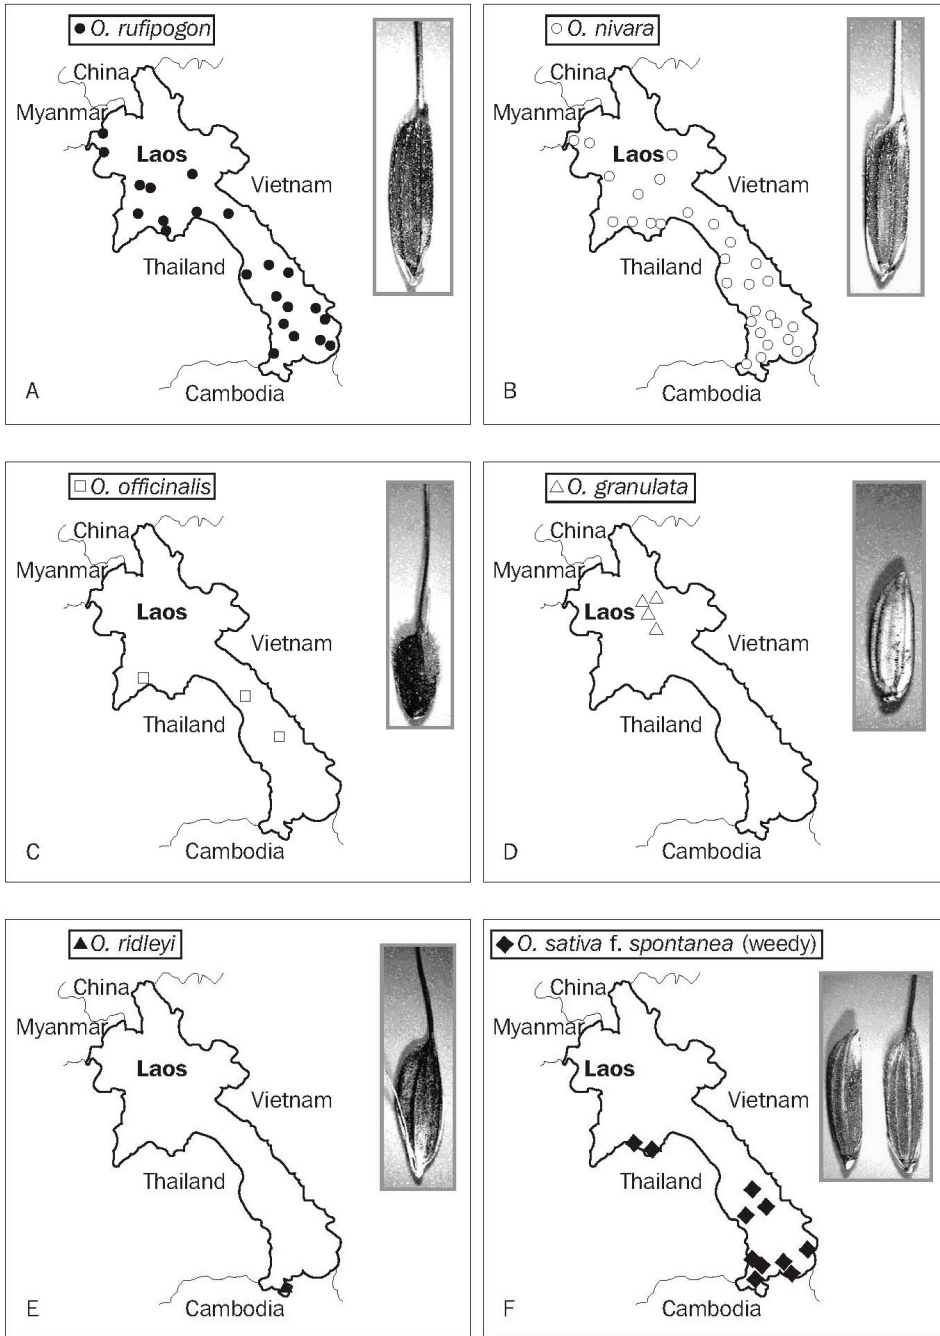 ● O. rufipogon
China
Myanmar
Laos
Vietnam
Thailand
Cambodia
A
○ O. nivara
China
Myanmar
Laos
Vietnam
Thailand
Cambodia
B
□ O. officinalis
China
Myanmar
Laos
Vietnam
Thailand
Cambodia
C
△ O. granulata
China
Myanmar
Laos
Vietnam
Thailand
Cambodia
D
▲ O. ridleyi
China
Myanmar
Laos
Vietnam
Thailand
Cambodia
E
◆ O. sativa f. spontanea (weedy)
China
Myanmar
Laos
Vietnam
Thailand
Cambodia
F